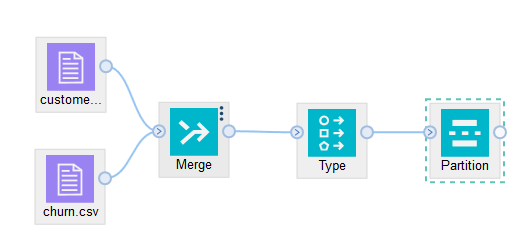 custome...
churn.csv
Merge
Type
Partition